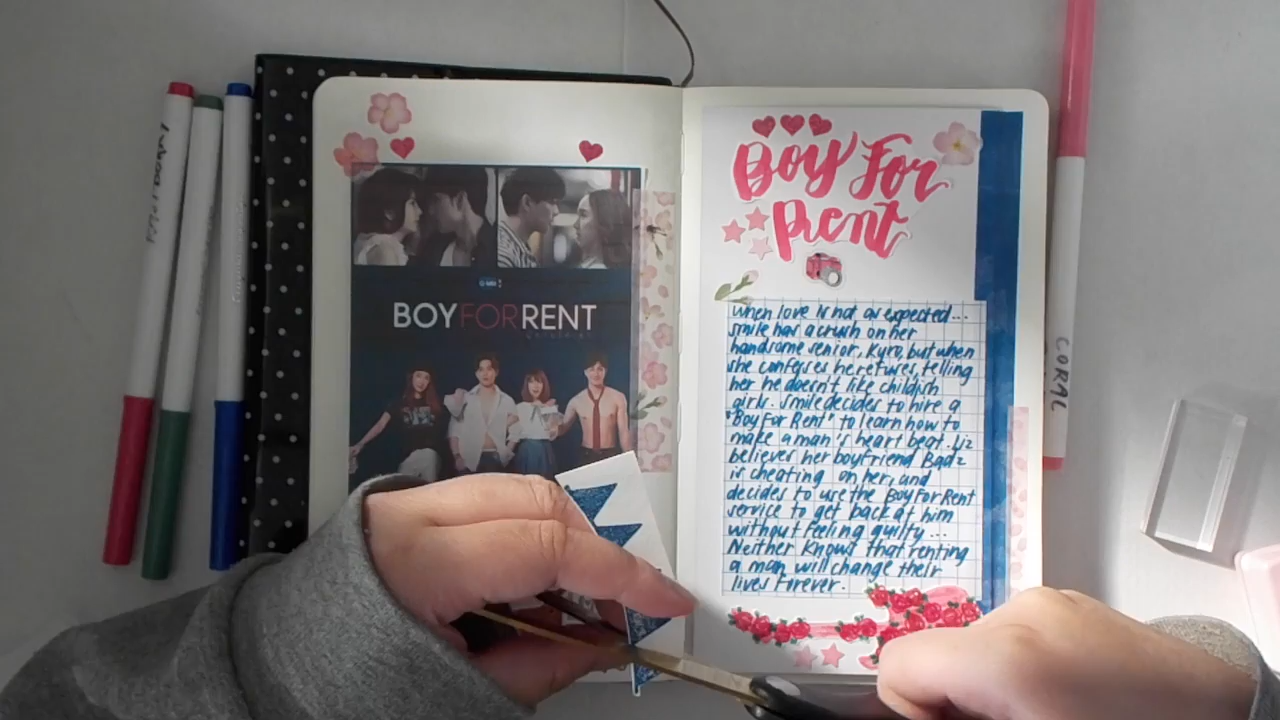 BOYFORRENT
Boy For
Rent
when love is not as expected...
smile has a crush on her
handsome senior, Kyro, but when
she confesses he refuses, telling
her he doesn't like childish
girls. Smile decides to hire a
"Boy For Rent" to learn how to
make a man's heart beat. Liz
believes her boyfriend Badz
is cheating on her, and
decides to use the Boy For Rent
service to get back at him
without feeling guilty...
Neither Knows that renting
a man will change their
lives forever.
CORAL